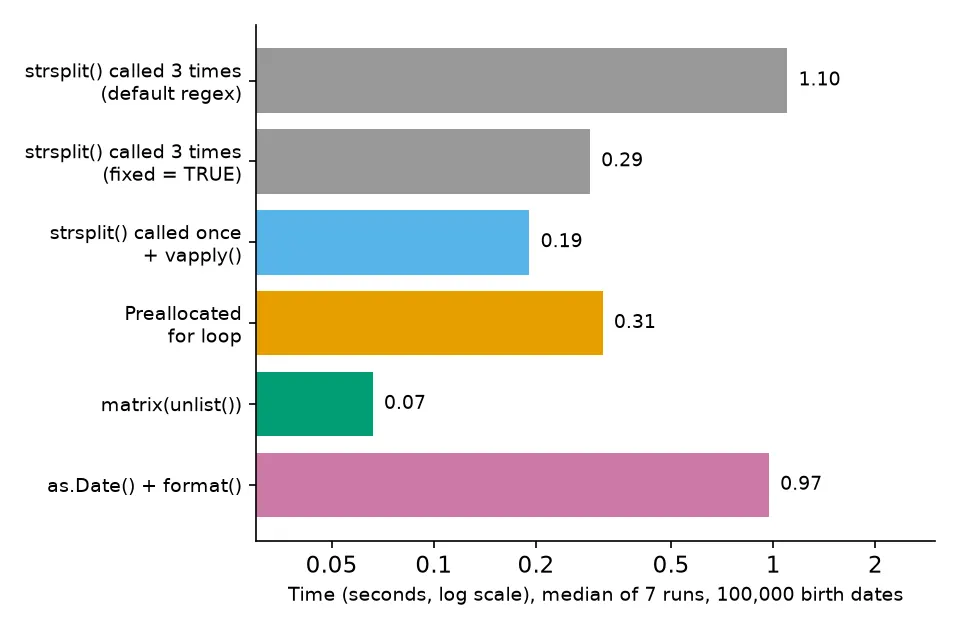 strsplit() called 3 times
(default regex)
1.10
strsplit() called 3 times
(fixed = TRUE)
0.29
strsplit() called once
+ vapply()
0.19
Preallocated
for loop
0.31
matrix(unlist())
0.07
as.Date() + format()
0.97
0.05 0.1 0.2 0.5 1 2
Time (seconds, log scale), median of 7 runs, 100,000 birth dates